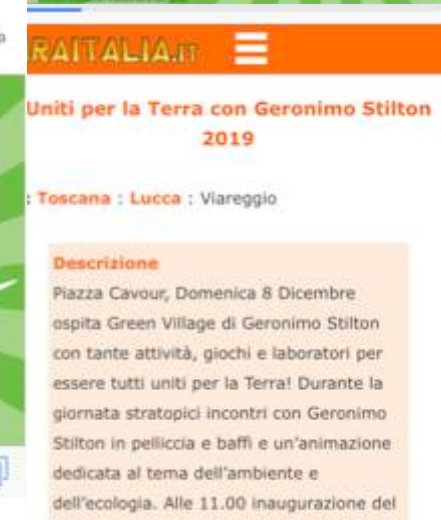 RAITALIA.IT
Uniti per la Terra con Geronimo Stilton
2019
: Toscana : Lucca : Viareggio
Descrizione
Piazza Cavour, Domenica 8 Dicembre
ospita Green Village di Geronimo Stilton
con tante attività, giochi e laboratori per
essere tutti uniti per la Terra! Durante la
giornata stratopici incontri con Geronimo
Stilton in pelliccia e baffi e un'animazione
dedicata al tema dell'ambiente e
dell'ecologia. Alle 11.00 inaugurazione del